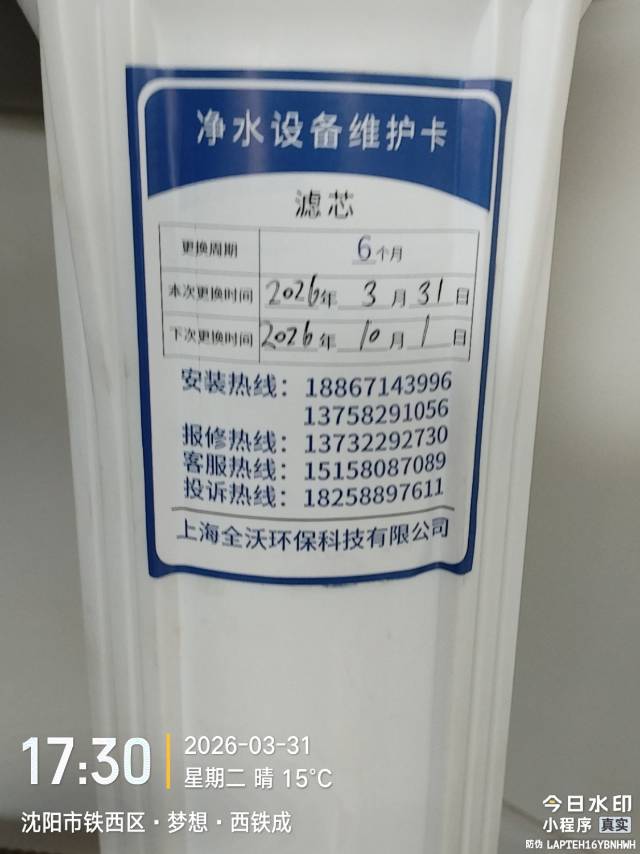 净水设备维护卡
滤芯
更换周期 6个月
本次更换时间 2026年 3月31日
下次更换时间 2026年 10月1日
安装热线：18867143996
13758291056
报修热线：13732292730
客服热线：15158087089
投诉热线：18258897611
上海全沃环保科技有限公司
17:30
2026-03-31
星期二 晴 15℃
沈阳市铁西区·梦想·西铁成
今日水印
小程序 真实
防伪 LAPTEH16YBNHWH